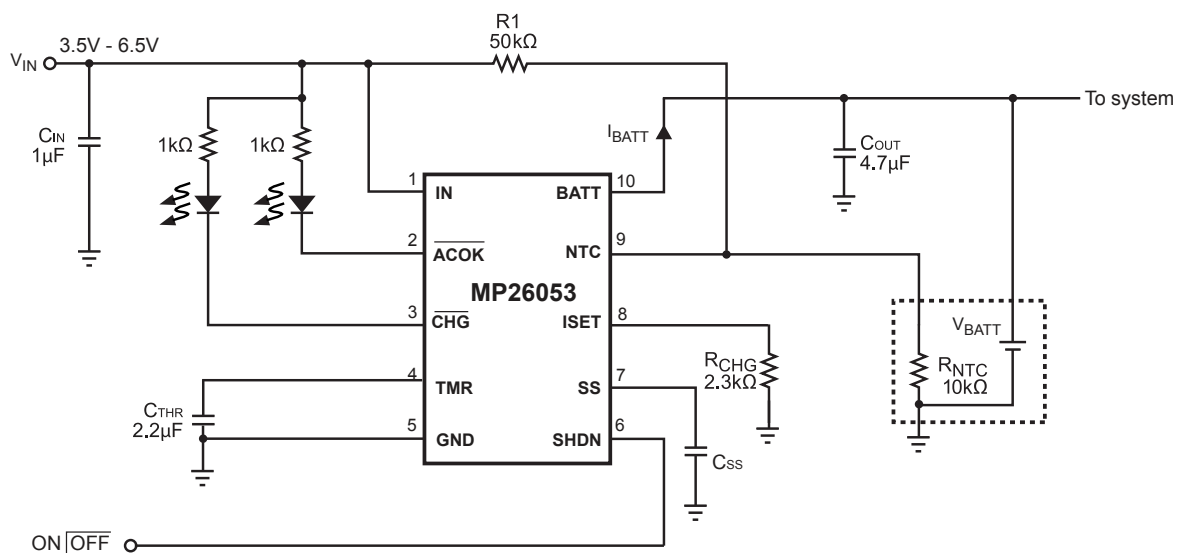 R1
50kΩ
3.5V - 6.5V
VIN
CIN
1µF
1kΩ
1kΩ
IBATT
To system
COUT
4.7µF
1
IN
BATT
10
2
ACOK
NTC
9
MP26053
3
CHG
ISET
8
VBATT
RNTC
10kΩ
RCHG
2.3kΩ
4
TMR
SS
7
CTHR
2.2µF
5
GND
SHDN
6
CSS
ON OFF